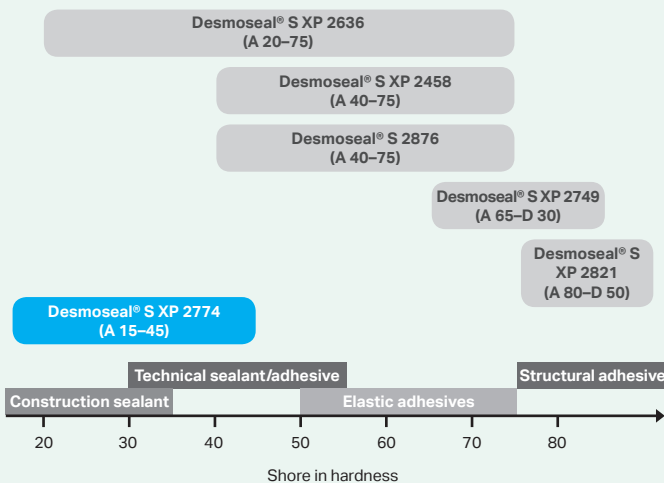 Desmoseal® S XP 2636
(A 20–75)
Desmoseal® S XP 2458
(A 40–75)
Desmoseal® S 2876
(A 40–75)
Desmoseal® S XP 2749
(A 65–D 30)
Desmoseal® S
XP 2821
(A 80–D 50)
Desmoseal® S XP 2774
(A 15–45)
Technical sealant/adhesive
Structural adhesive
Construction sealant
Elastic adhesives
20 30 40 50 60 70 80
Shore in hardness